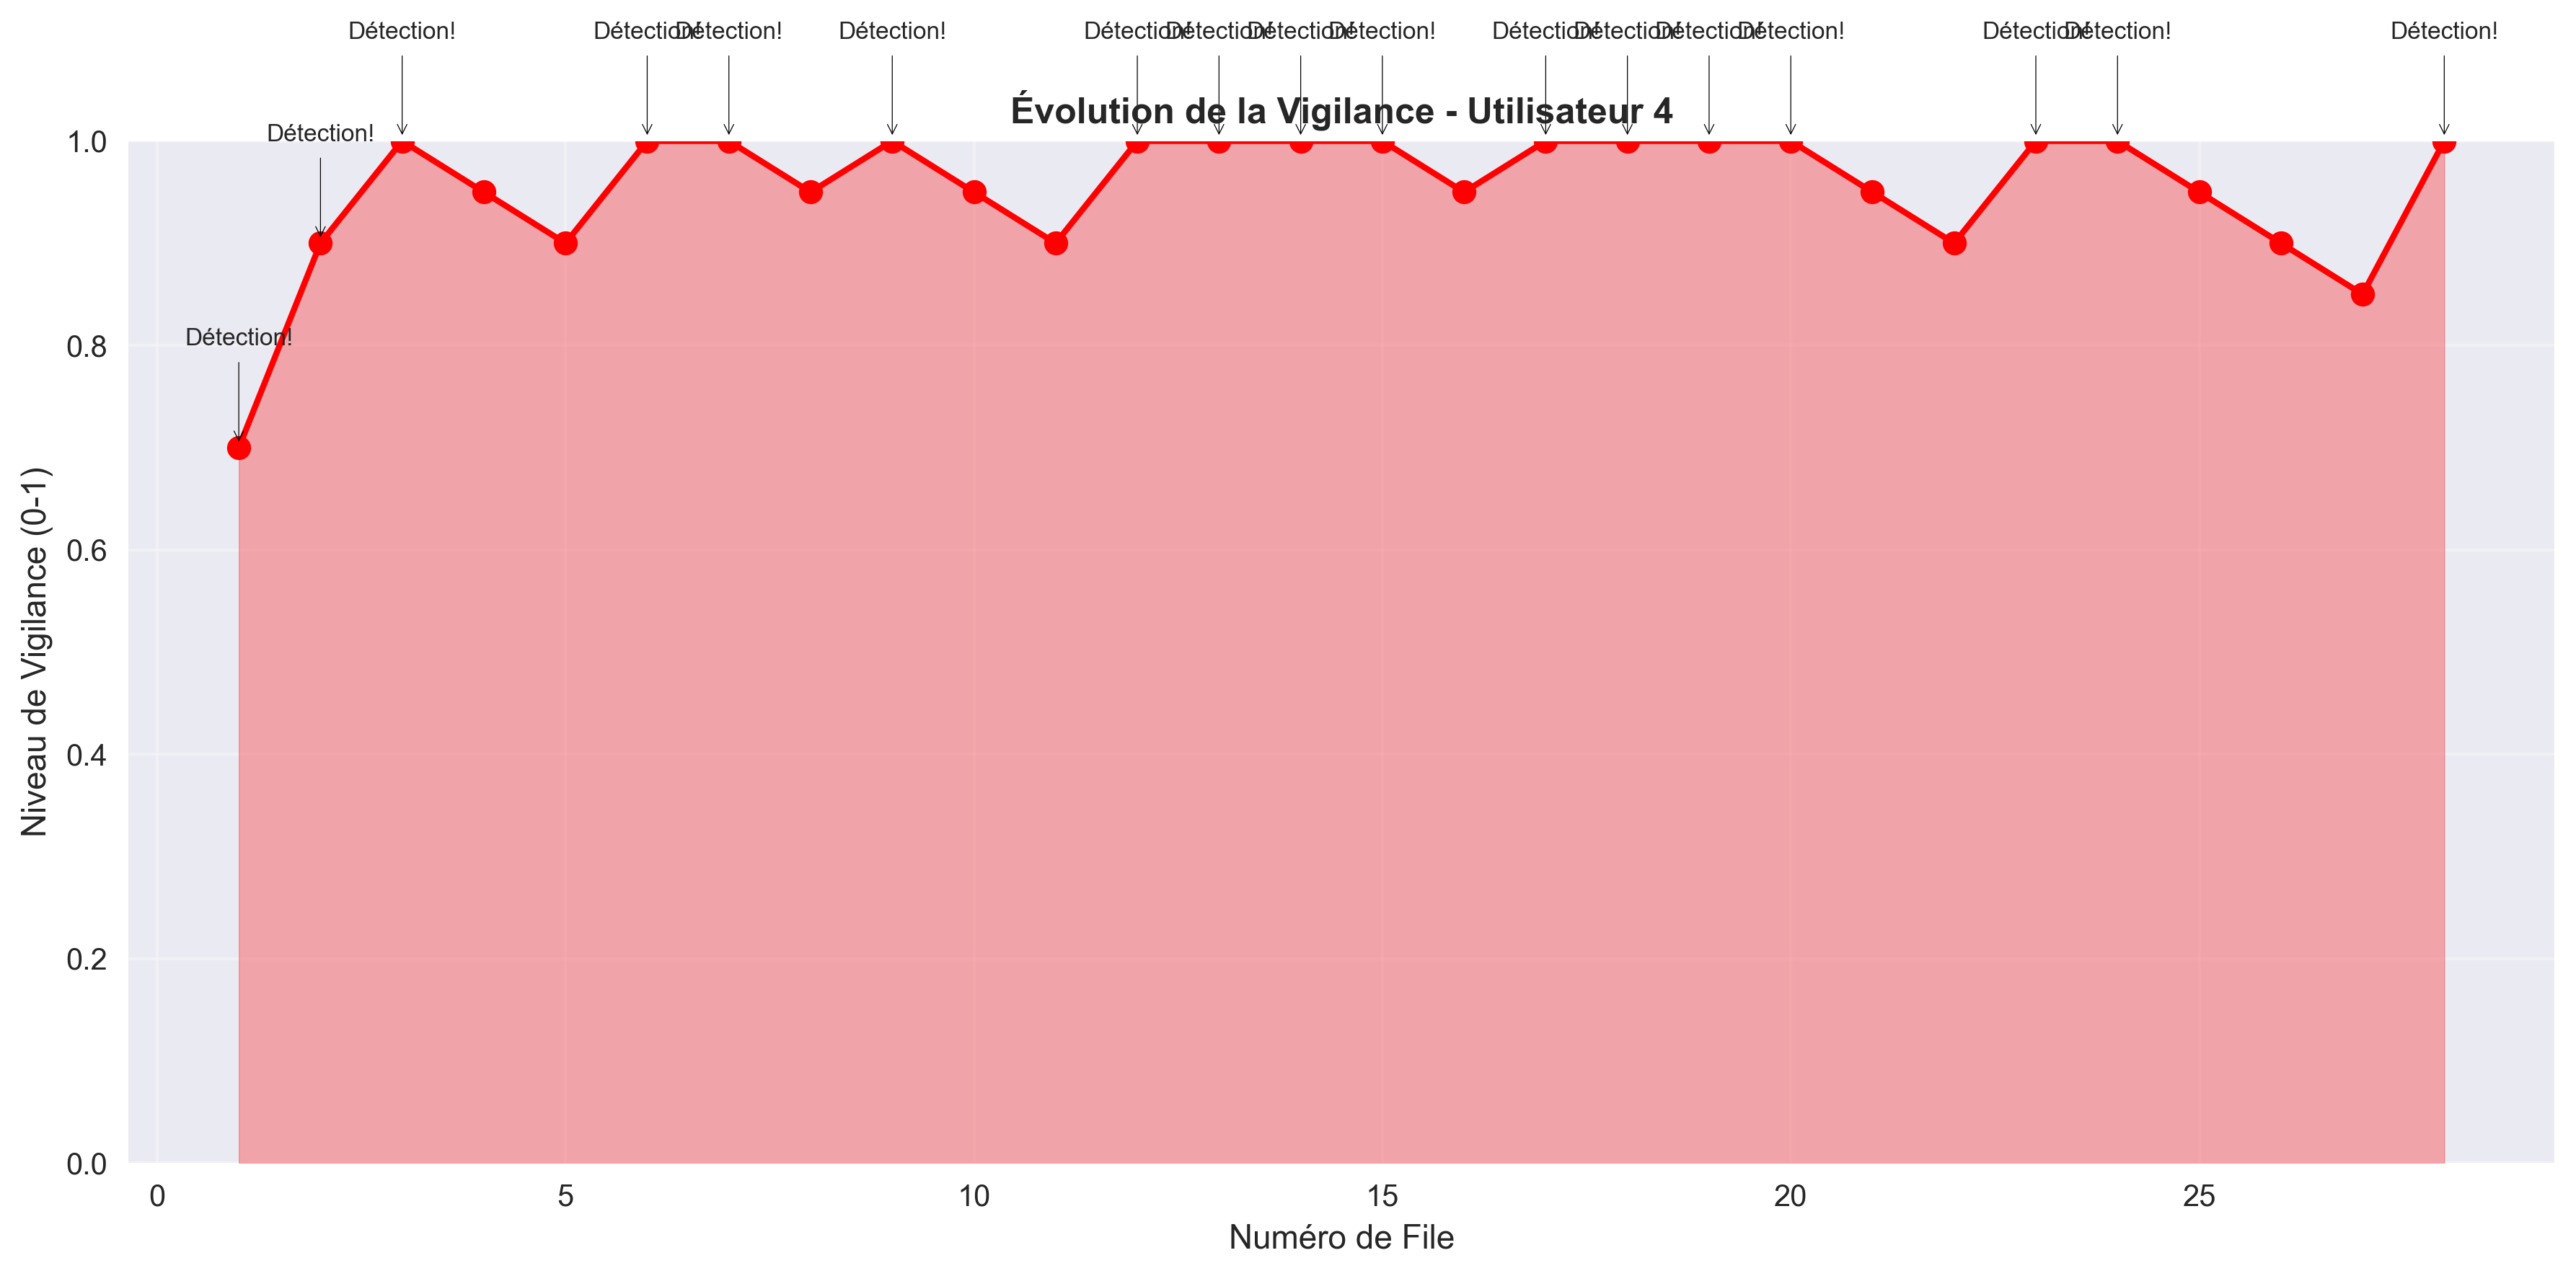 Détection! Détection! Détection! Détection! Détection! Détection! Détection! Détection! Détection! Détection! Détection! Détection! Détection! Détection! Détection!
Évolution de la Vigilance - Utilisateur 4
Détection!
Détection!
Niveau de Vigilance (0-1)
1.0
0.8
0.6
0.4
0.2
0.0
0 5 10 15 20 25
Numéro de File